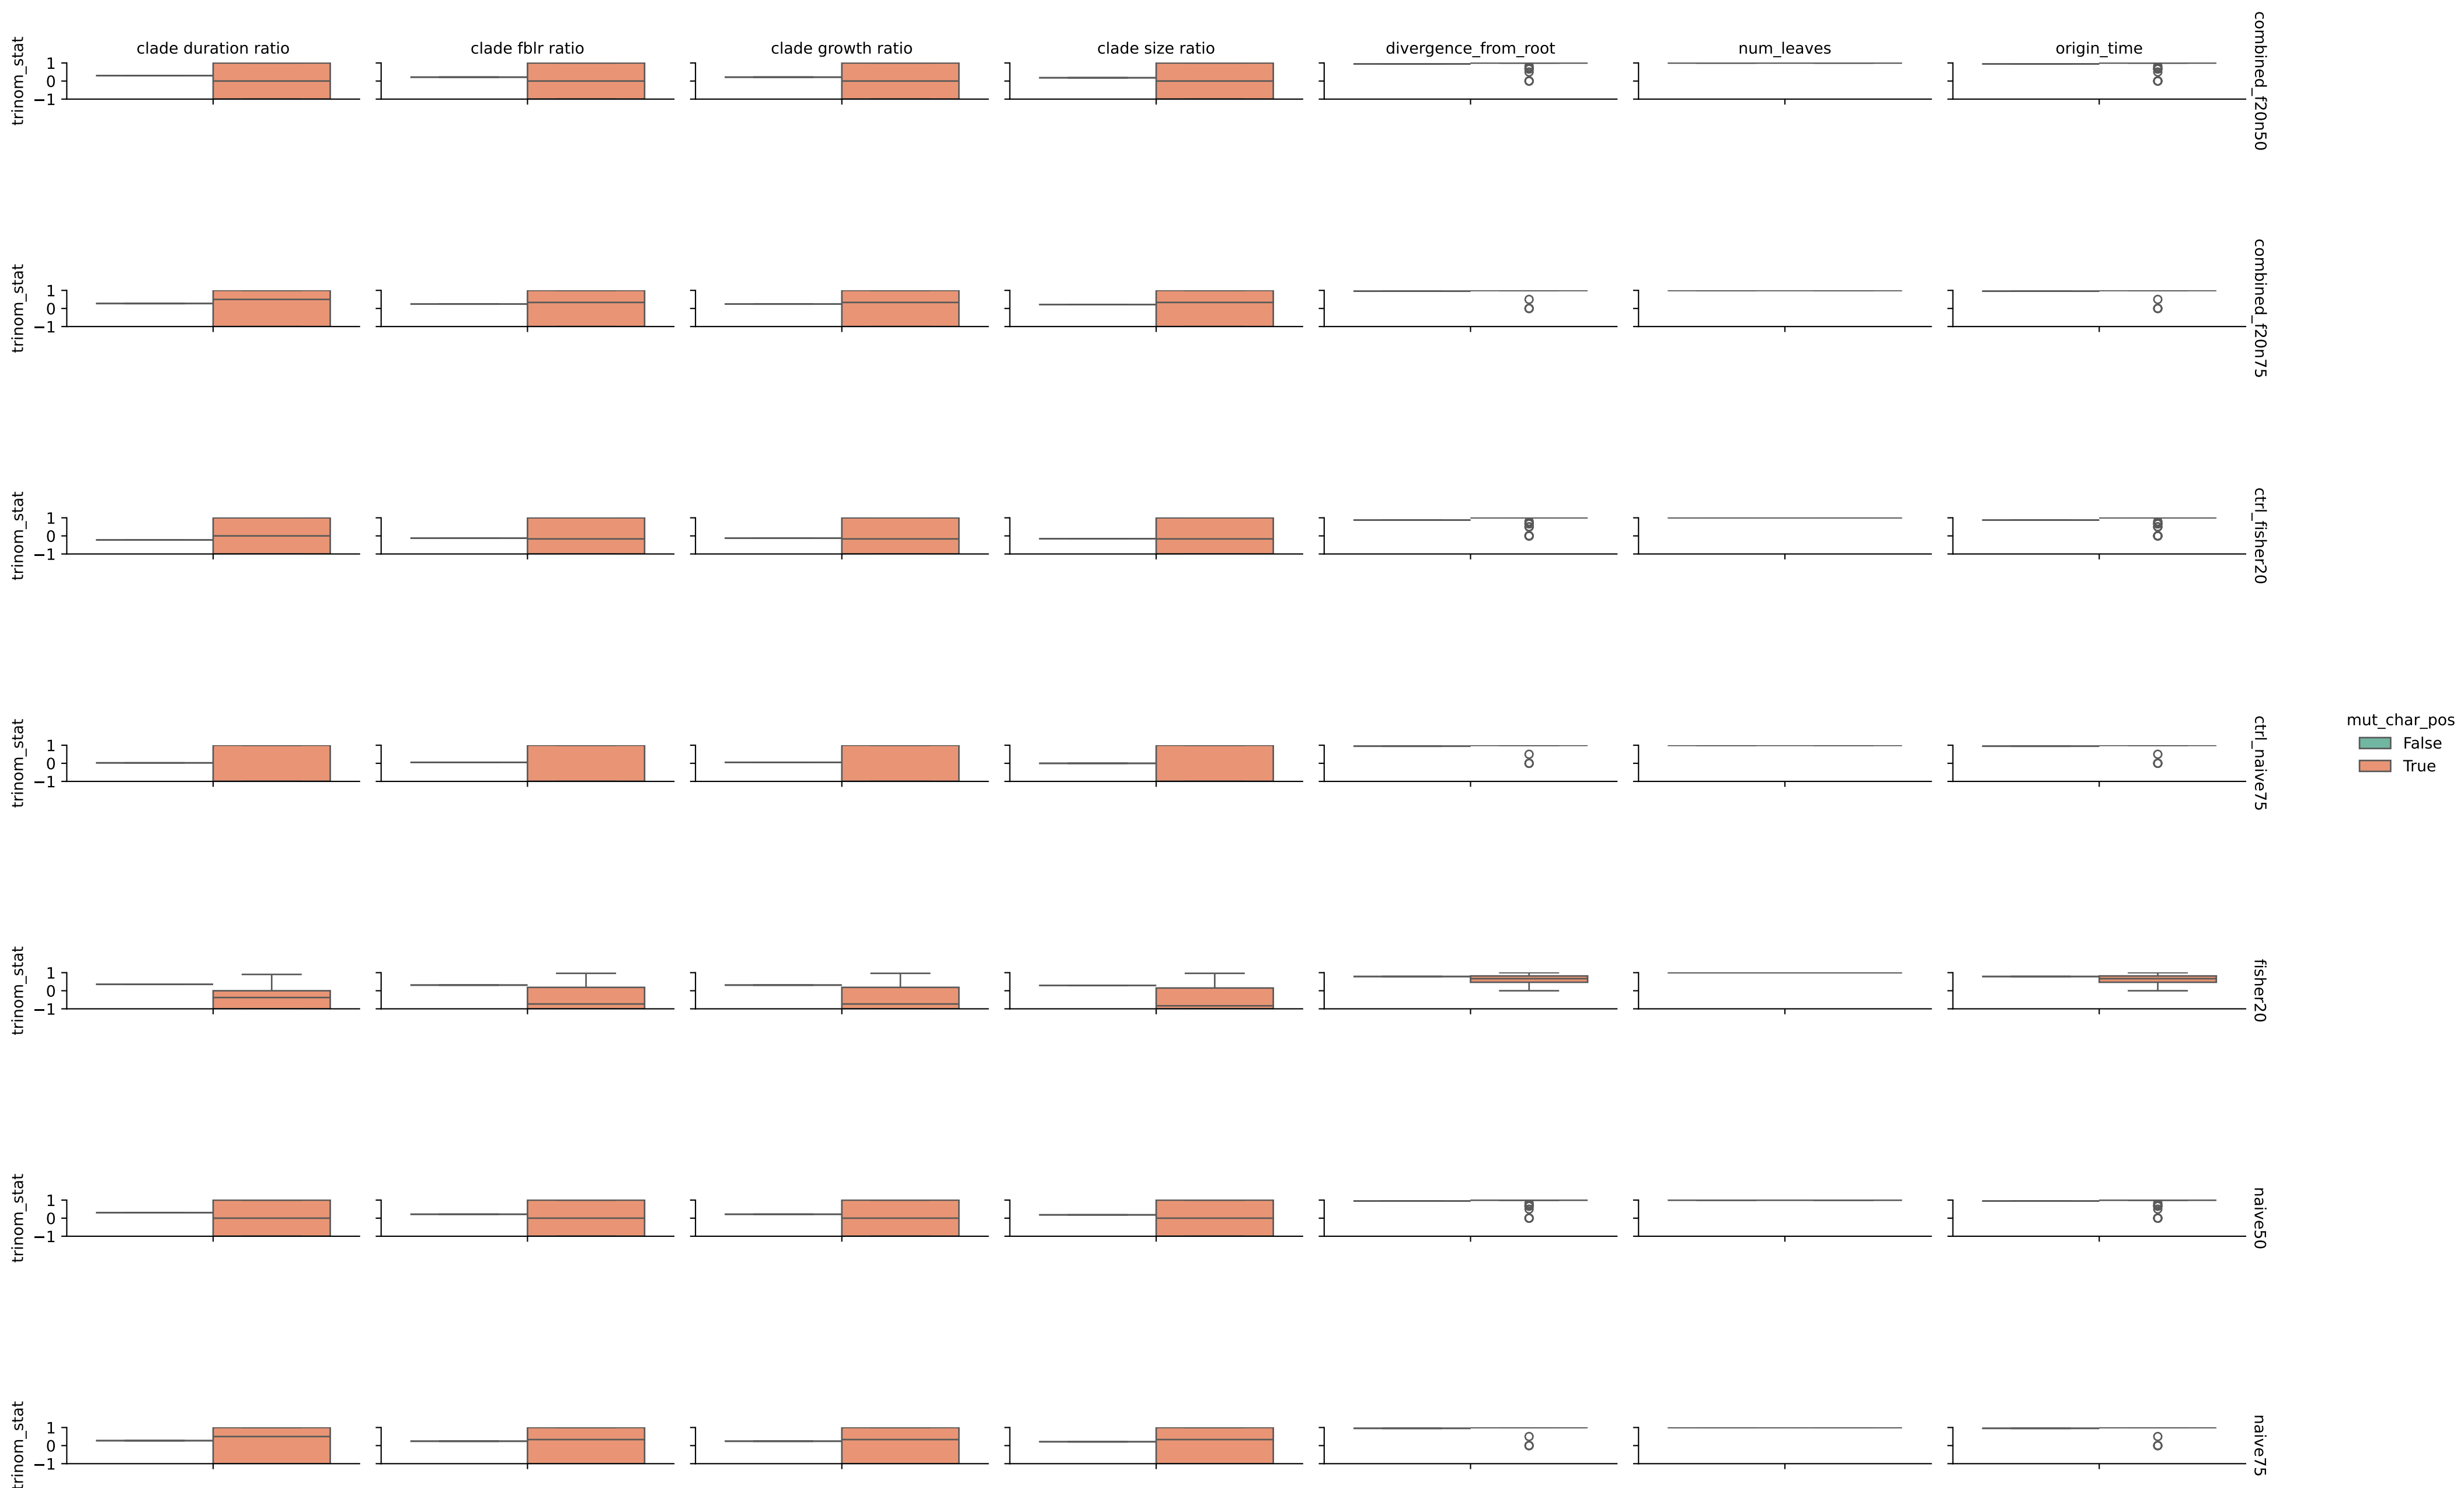 clade duration ratio
clade fblr ratio
clade growth ratio
clade size ratio
divergence_from_root
num_leaves
origin_time
trinom_stat
1
0
−1
combined_f20n50
trinom_stat
1
0
−1
combined_f20n75
trinom_stat
1
0
−1
ctrl_fisher20
trinom_stat
1
0
−1
ctrl_naive75
mut_char_pos
False
True
trinom_stat
1
0
−1
fisher20
trinom_stat
1
0
−1
naive50
trinom_stat
1
0
−1
naive75